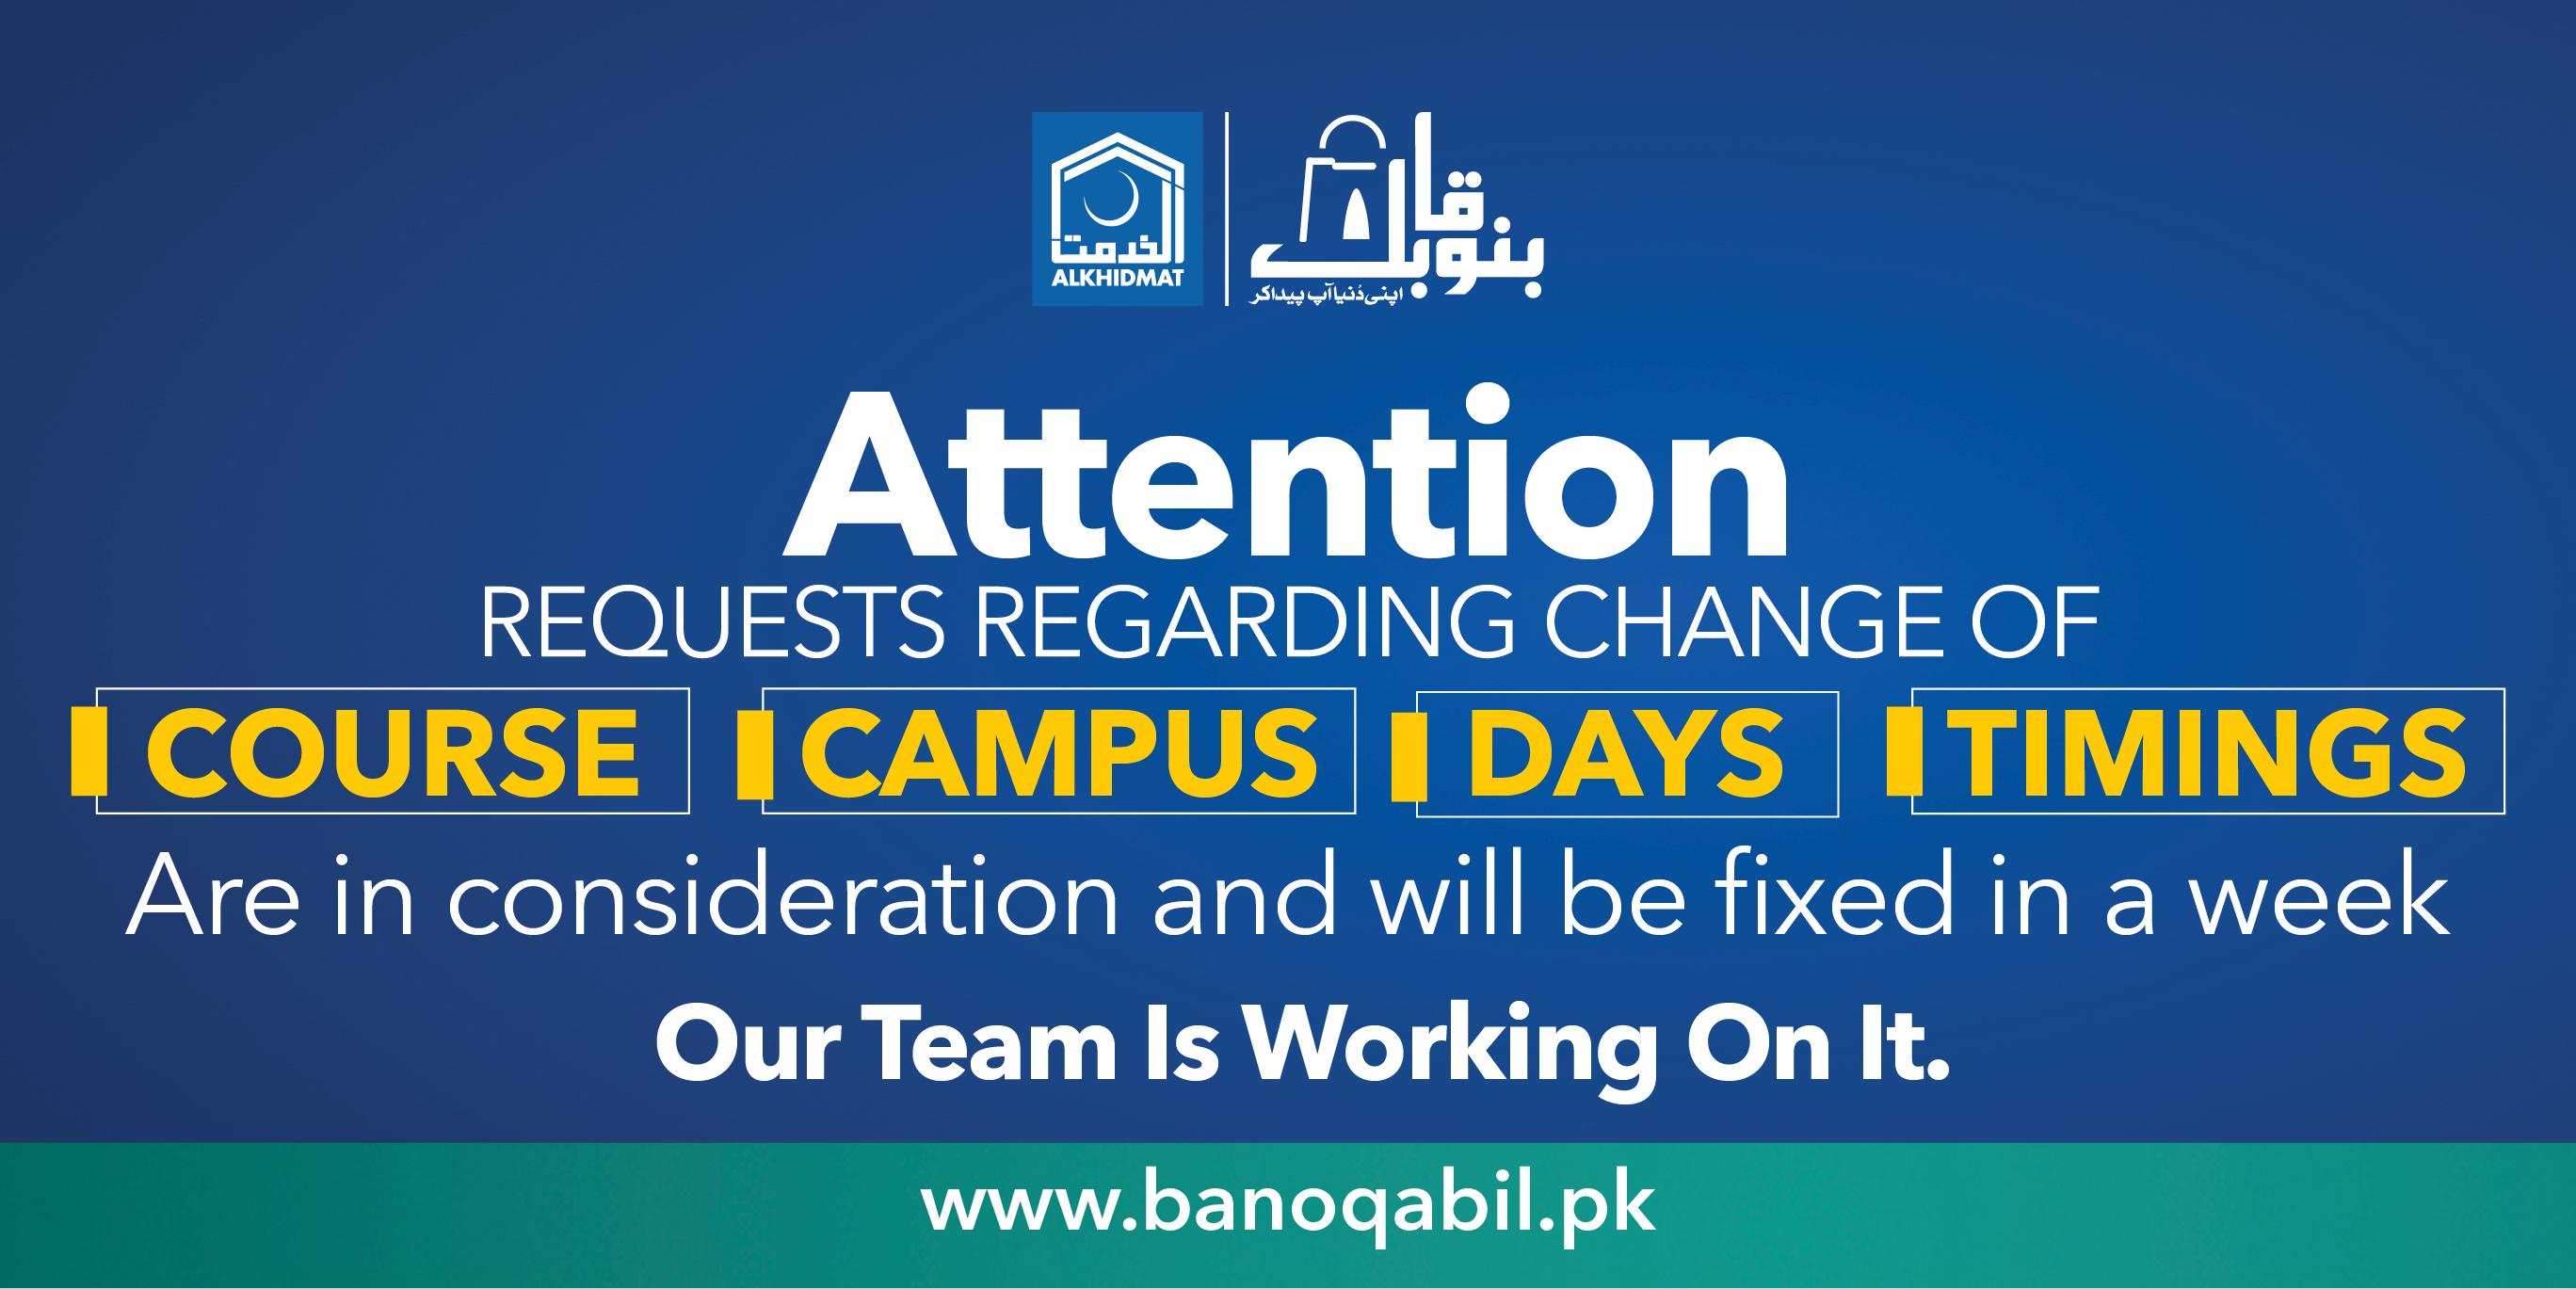 الخدمت
ALKHIDMAT
بنو قابل
اپنی دُنیا آپ پیدا کر
Attention
REQUESTS REGARDING CHANGE OF
COURSE CAMPUS DAYS TIMINGS
Are in consideration and will be fixed in a week
Our Team Is Working On It.
www.banoqabil.pk